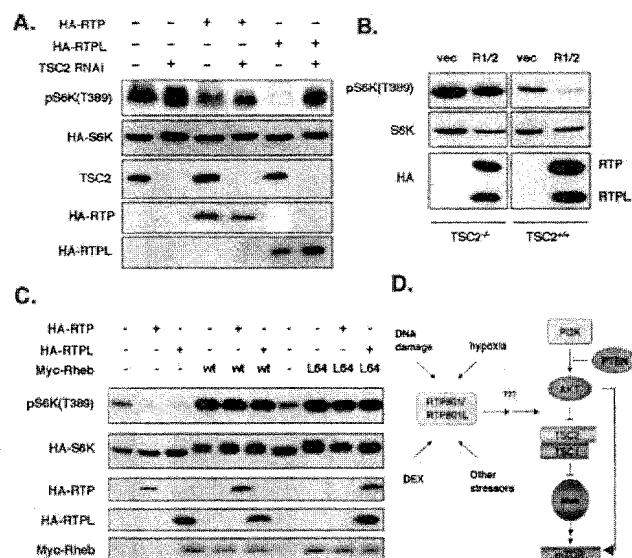 A.
HA-RTP - - + + - -
HA-RTPL - - - - + +
TSC2 RNAi - + - + - +
pS6K(T389)
HA-S6K
TSC2
HA-RTP
HA-RTPL
B.
vec R1/2 vec R1/2
pS6K(T389)
S6K
HA
RTP
RTPL
TSC2-/- TSC2+/+
C.
HA-RTP - + - - + - - - + -
HA-RTPL - - + - - + - - - +
Myc-Rheb - - - wt wt wt - L64 L64 L64
pS6K(T389)
HA-S6K
HA-RTP
HA-RTPL
Myc-Rheb
D.
DNA damage
hypoxia
PI3K
PTEN
AKT
RTP801/
RTP801L
???
TSC2
TSC1
DEX
Other stressors